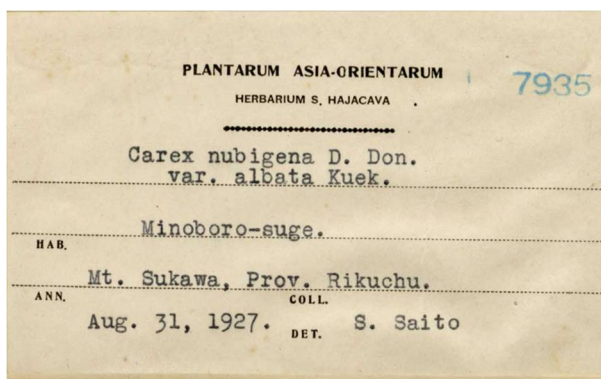 PLANTARUM ASIA-ORIENTARUM
7935
HERBARIUM S. HAJACAVA
Carex nubigena D. Don.
var. albata Kuek.
Minoboro-suge.
HAB.
Mt. Sukawa, Prov. Rikuchu.
ANN. COLL.
Aug. 31, 1927. DET. S. Saito